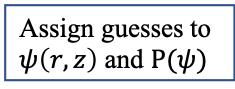 Assign guesses to
𝜓(𝑟, 𝑧) and P(𝜓)